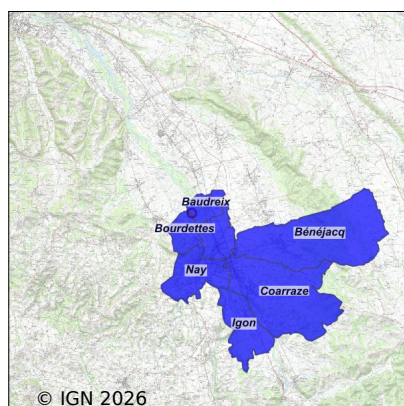 Baudreix
Bourdettes
Bénéjacq
Nay
Coarraze
Igon
© IGN 2026